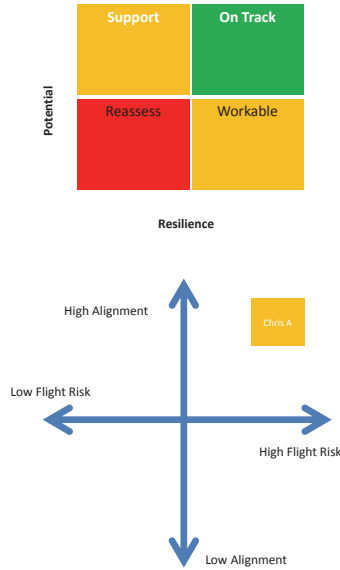 Support
On Track
Potential
Reassess
Workable
Resilience
High Alignment
Chris A
Low Flight Risk
High Flight Risk
Low Alignment